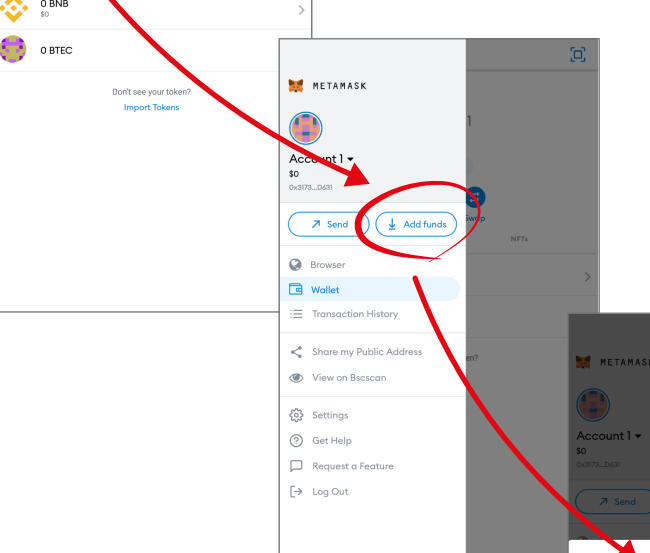 0 BNB
$0
0 BTEC
Don't see your token?
Import Tokens
METAMASK
Account 1
$0
0x3173...D631
Send
Add funds
Browser
Wallet
Transaction History
Share my Public Address
View on Bscscan
Settings
Get Help
Request a Feature
Log Out
1
Swap
NFTs
en?
METAMASK
Account 1
$0
0x3173...D631
Send